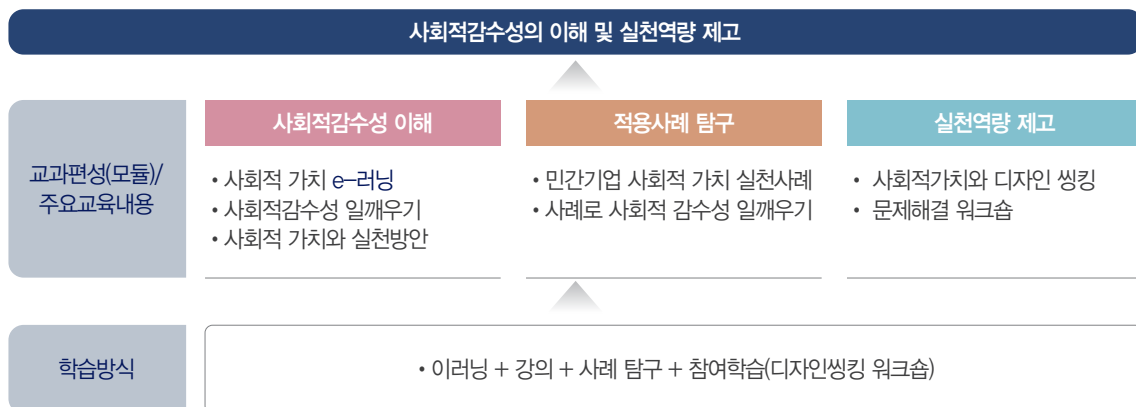 사회적감수성의 이해 및 실천역량 제고
교과편성(모듈)/
주요교육내용
사회적감수성 이해
• 사회적 가치 e-러닝
• 사회적감수성 일깨우기
• 사회적 가치와 실천방안
적용사례 탐구
• 민간기업 사회적 가치 실천사례
• 사례로 사회적 감수성 일깨우기
실천역량 제고
• 사회적가치와 디자인 씽킹
• 문제해결 워크숍
학습방식
• 이러닝 + 강의 + 사례 탐구 + 참여학습(디자인씽킹 워크숍)